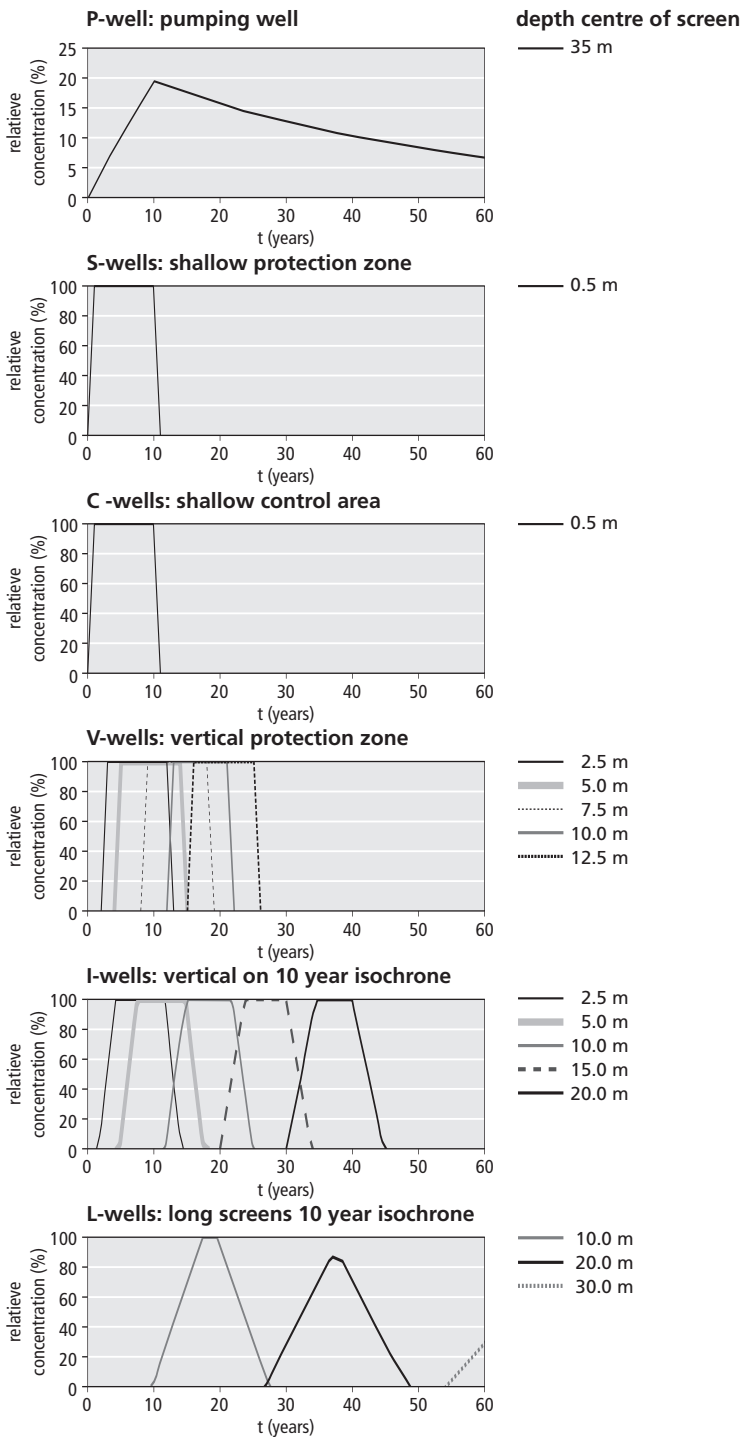 P-well: pumping well
depth centre of screen
relatieve
concentration (%)
25
20
15
10
5
0
0 10 20 30 40 50 60
t (years)
35 m
S-wells: shallow protection zone
relatieve
concentration (%)
100
80
60
40
20
0
0 10 20 30 40 50 60
t (years)
0.5 m
C -wells: shallow control area
relatieve
concentration (%)
100
80
60
40
20
0
0 10 20 30 40 50 60
t (years)
0.5 m
V-wells: vertical protection zone
relatieve
concentration (%)
100
80
60
40
20
0
0 10 20 30 40 50 60
t (years)
2.5 m
5.0 m
7.5 m
10.0 m
12.5 m
I-wells: vertical on 10 year isochrone
relatieve
concentration (%)
100
80
60
40
20
0
0 10 20 30 40 50 60
t (years)
2.5 m
5.0 m
10.0 m
15.0 m
20.0 m
L-wells: long screens 10 year isochrone
relatieve
concentration (%)
100
80
60
40
20
0
0 10 20 30 40 50 60
t (years)
10.0 m
20.0 m
30.0 m